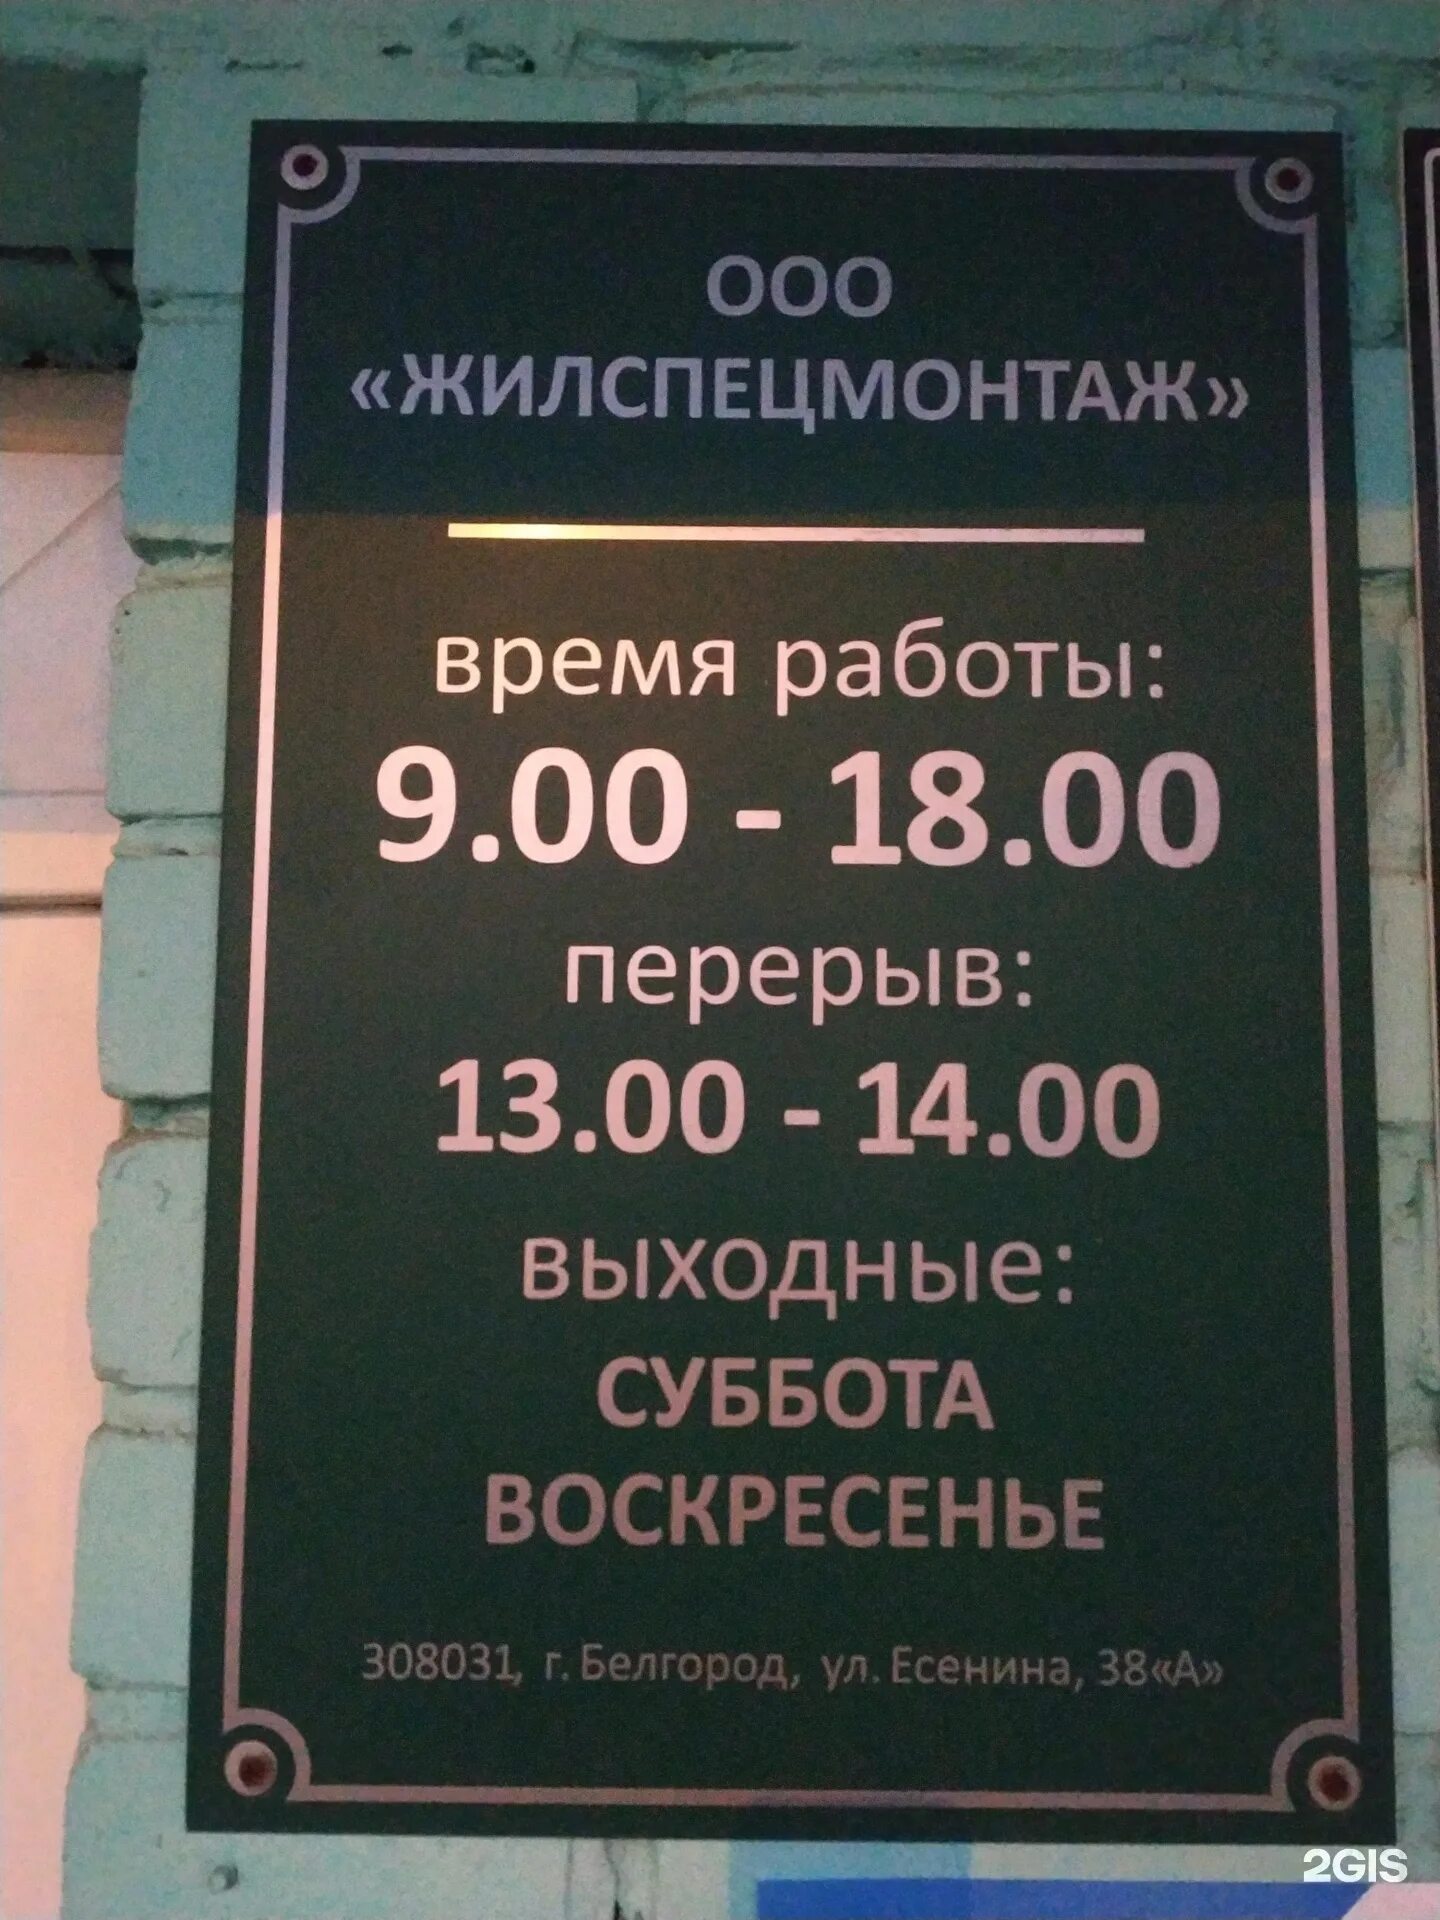 ООО
«ЖИЛСПЕЦМОНТАЖ»
время работы:
9.00 - 18.00
перерыв:
13.00 - 14.00
выходные:
СУББОТА
ВОСКРЕСЕНЬЕ
308031, г. Белгород, ул. Есенина, 38«А»
2GIS